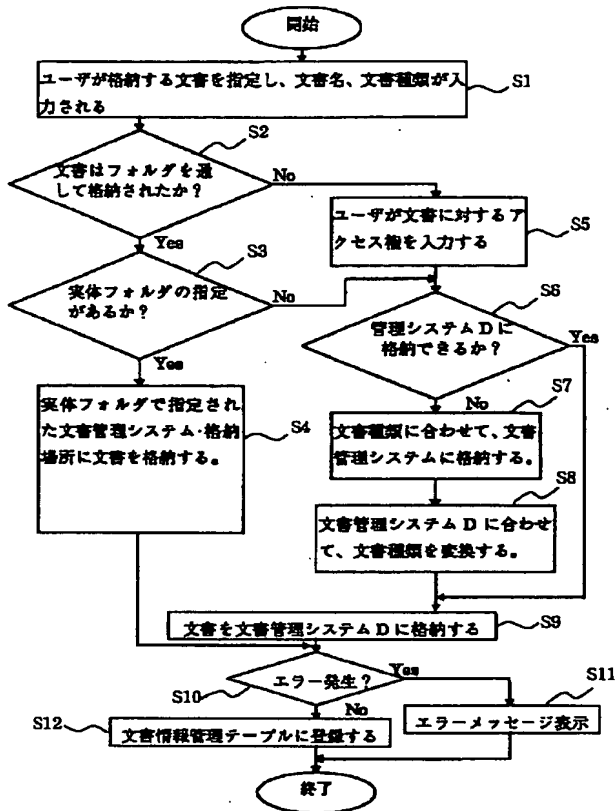 開始
ユーザが格納する文書を指定し、文書名、文書種類が入
力される
S1
S2
文書はフォルダを通
して格納されたか？
No
Yes
ユーザが文書に対するア
クセス権を入力する
S5
S3
実体フォルダの指定
があるか？
No
Yes
S6
管理システムDに
格納できるか？
Yes
No
S7
文書種類に合わせて、文書
管理システムに格納する。
実体フォルダで指定され
た文書管理システム・格納
場所に文書を格納する。
S4
S8
文書管理システムDに合わせ
て、文書種類を変換する。
文書を文書管理システムDに格納する
S9
エラー発生？
Yes
S10
No
S11
エラーメッセージ表示
S12
文書情報管理テーブルに登録する
終了